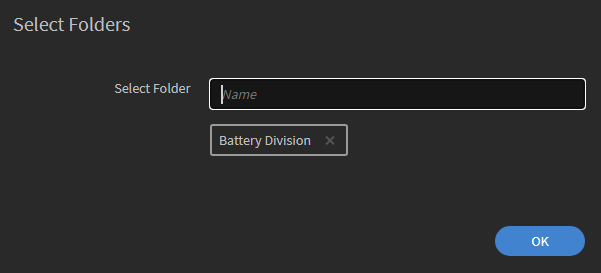 Select Folders
Select Folder
Name
Battery Division ×
OK